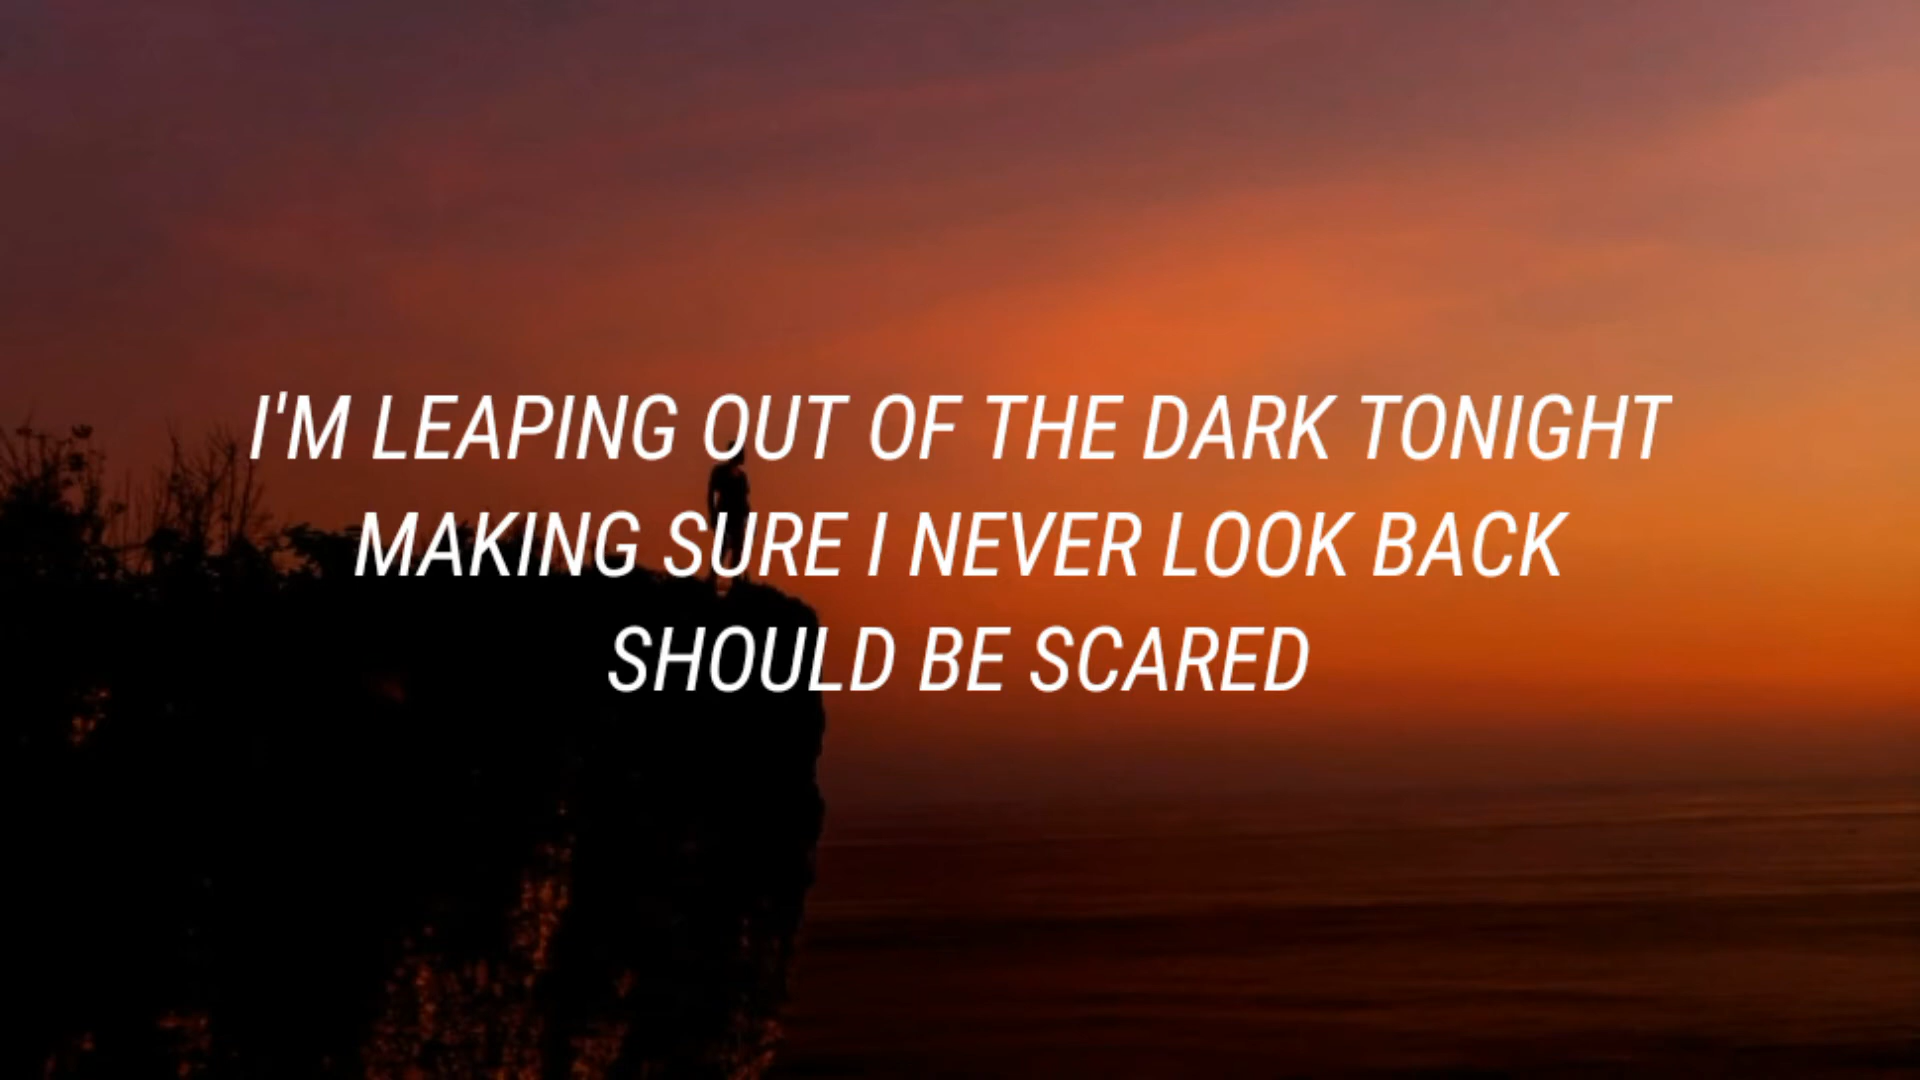 I'M LEAPING OUT OF THE DARK TONIGHT
MAKING SURE I NEVER LOOK BACK
SHOULD BE SCARED